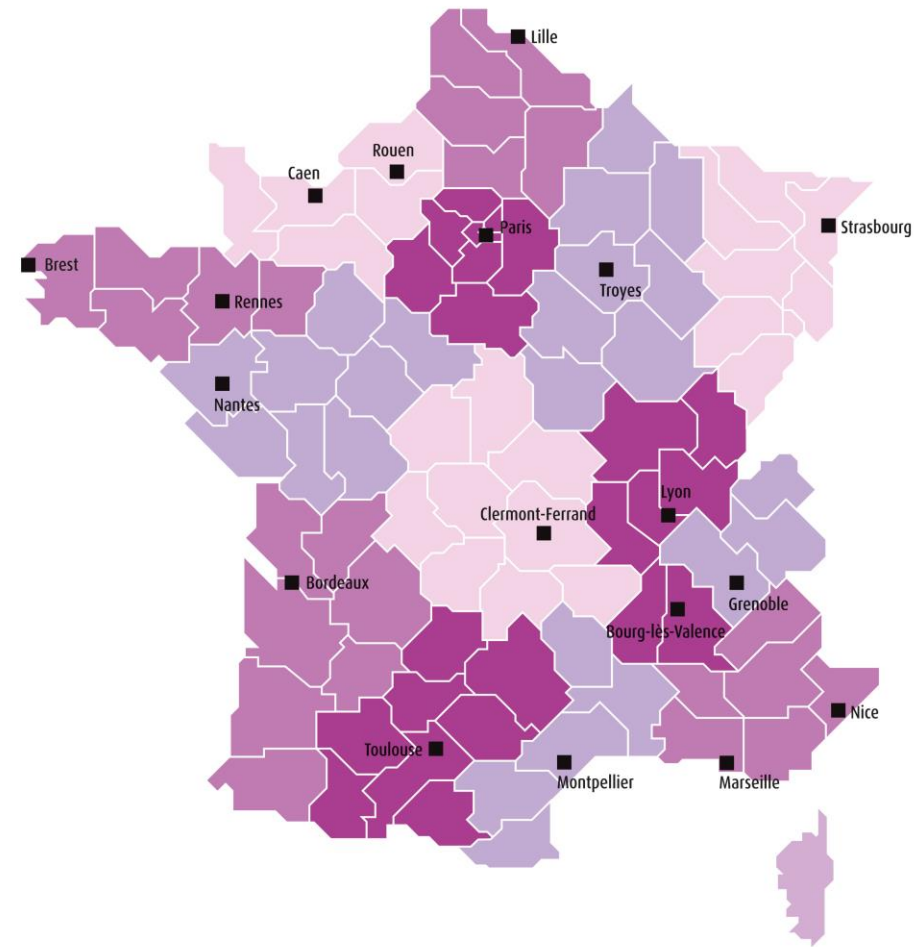 Lille
Rouen
Caen
Paris
Strasbourg
Brest
Troyes
Rennes
Nantes
Lyon
Clermont-Ferrand
Bordeaux
Grenoble
Bourg-lès-Valence
Nice
Toulouse
Montpellier
Marseille